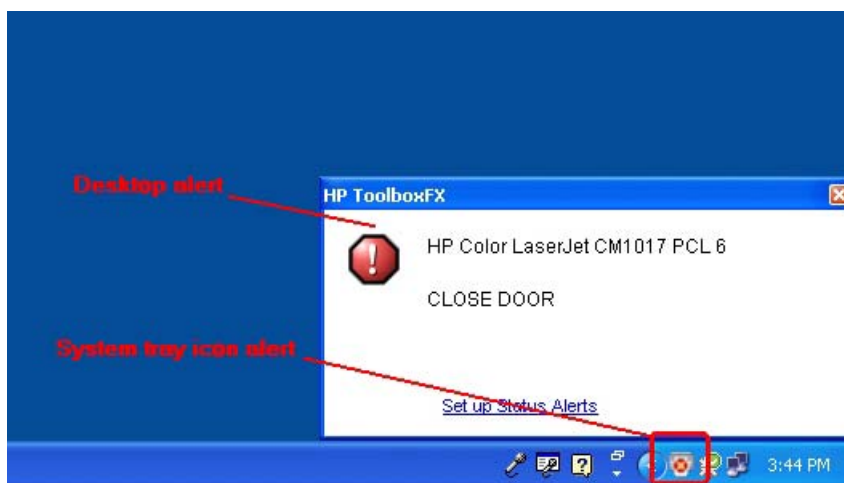 Desktop alert
HP ToolboxFX
HP Color LaserJet CM1017 PCL 6
CLOSE DOOR
System tray icon alert
Set up Status Alerts
3:44 PM